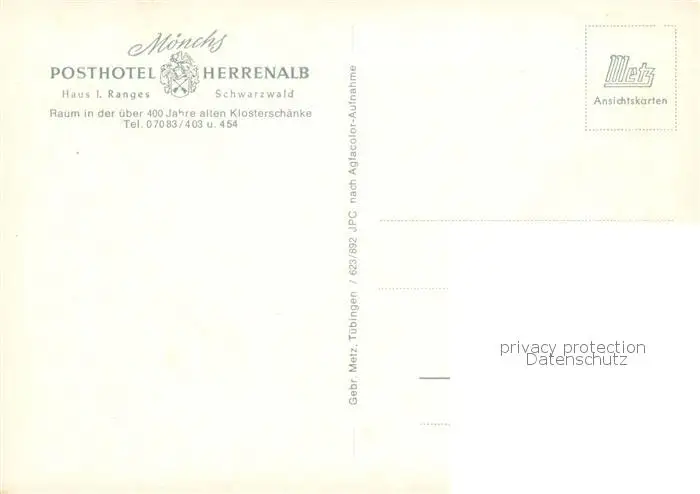 Mönchs
POSTHOTEL HERRENALB
Haus I. Ranges Schwarzwald
Raum in der über 400 Jahre alten Klosterschänke
Tel. 07083/403 u. 454
Gebr. Metz, Tübingen / 623/892 JPC nach Agfacolor-Aufnahme
Metz
Ansichtskarten
privacy protection
Datenschutz